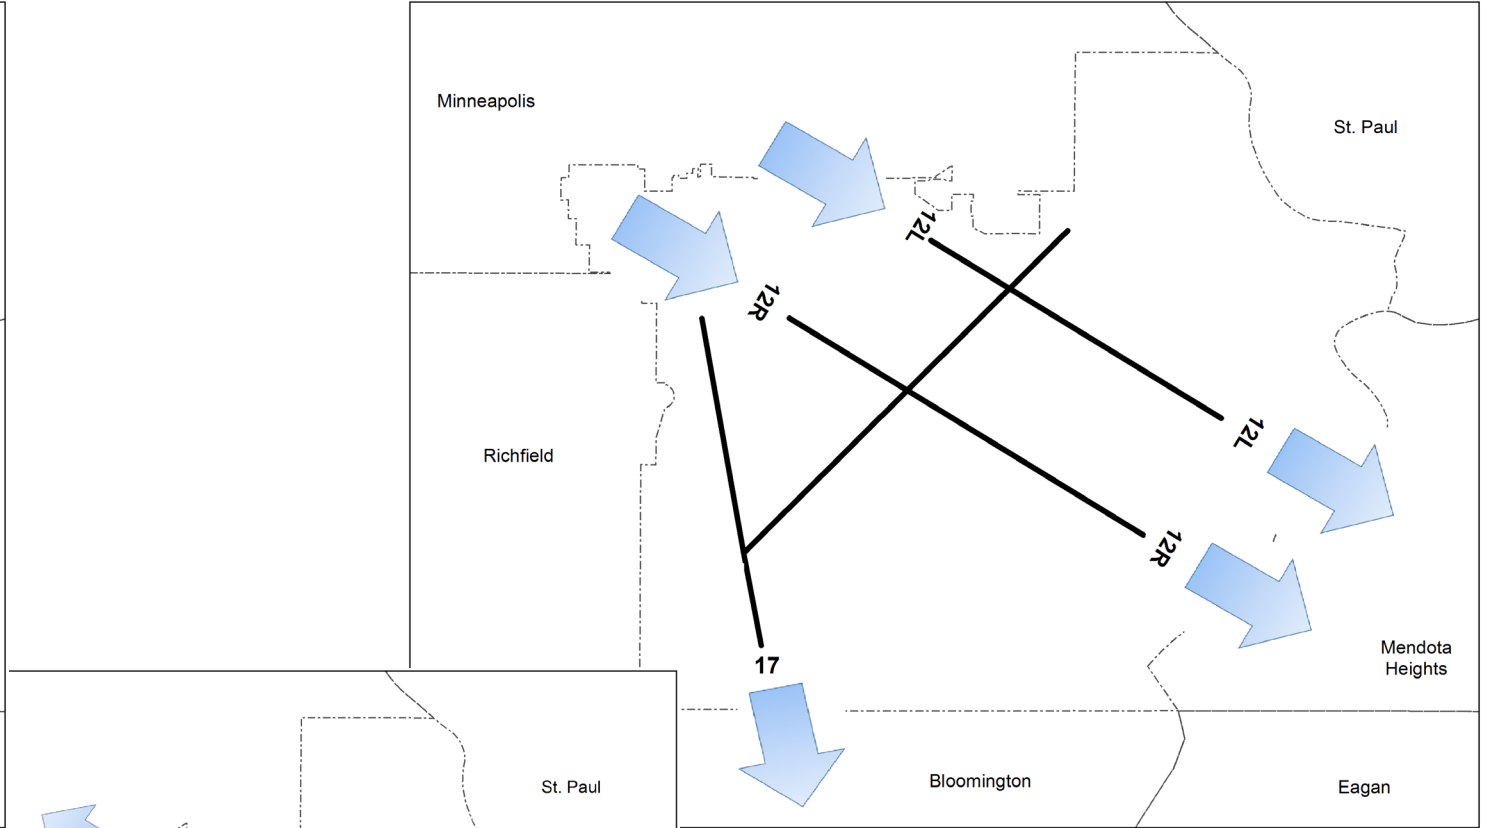 Minneapolis
St. Paul
12L
12R
Richfield
12L
12R
Mendota
Heights
17
Bloomington
Eagan
St. Paul